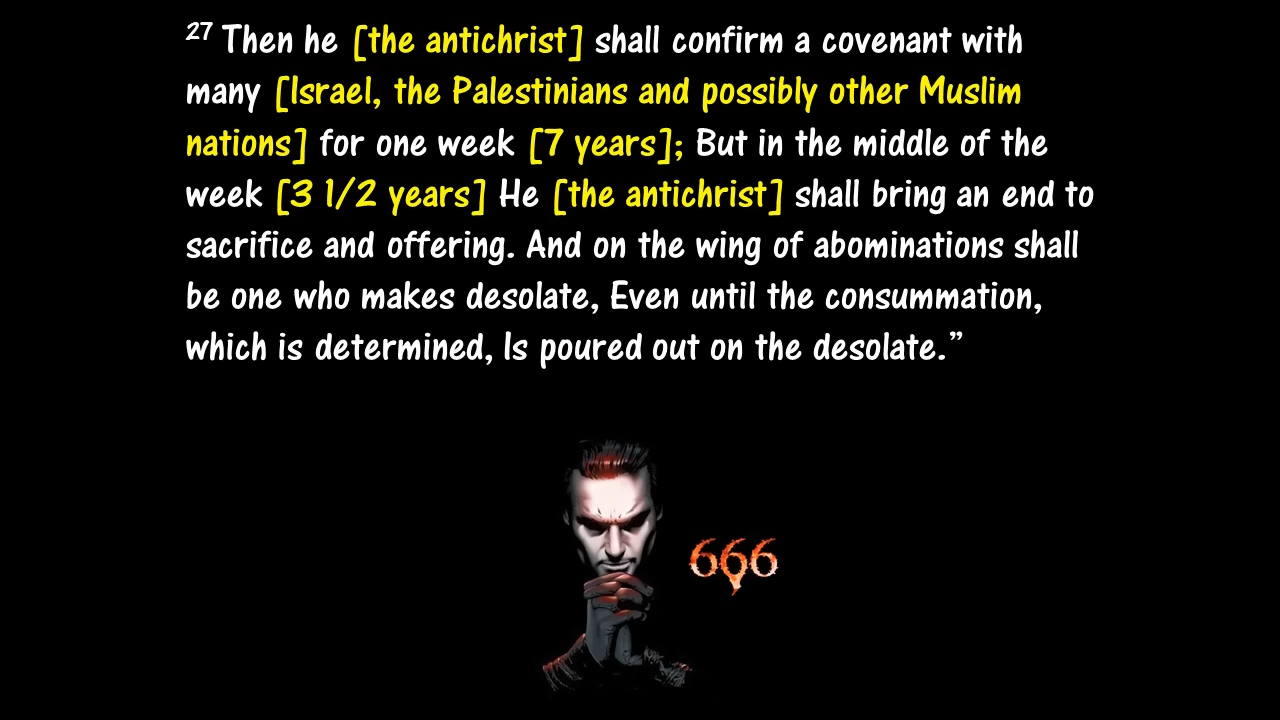 27 Then he [the antichrist] shall confirm a covenant with
many [Israel, the Palestinians and possibly other Muslim
nations] for one week [7 years]; But in the middle of the
week [3 1/2 years] He [the antichrist] shall bring an end to
sacrifice and offering. And on the wing of abominations shall
be one who makes desolate, Even until the consummation,
which is determined, Is poured out on the desolate.”
666